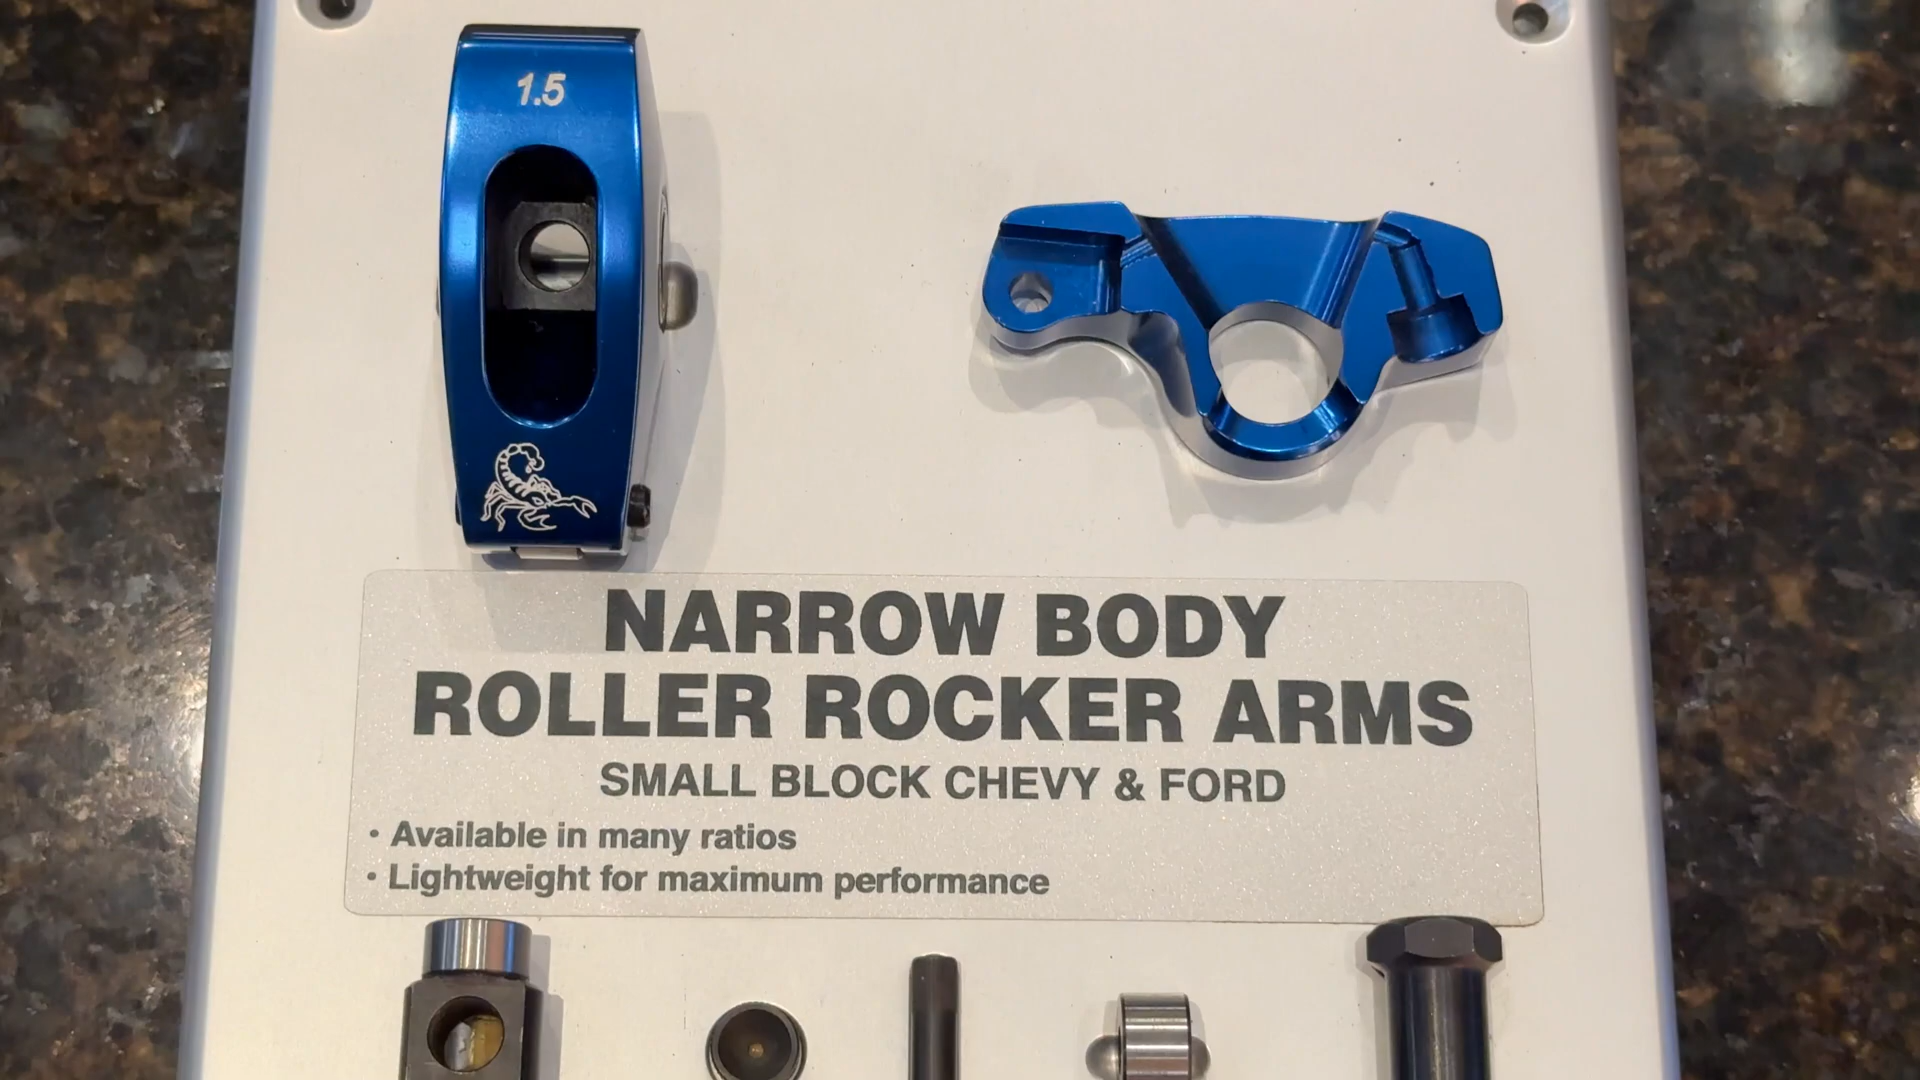 1.5
NARROW BODY
ROLLER ROCKER ARMS
SMALL BLOCK CHEVY & FORD
• Available in many ratios
• Lightweight for maximum performance